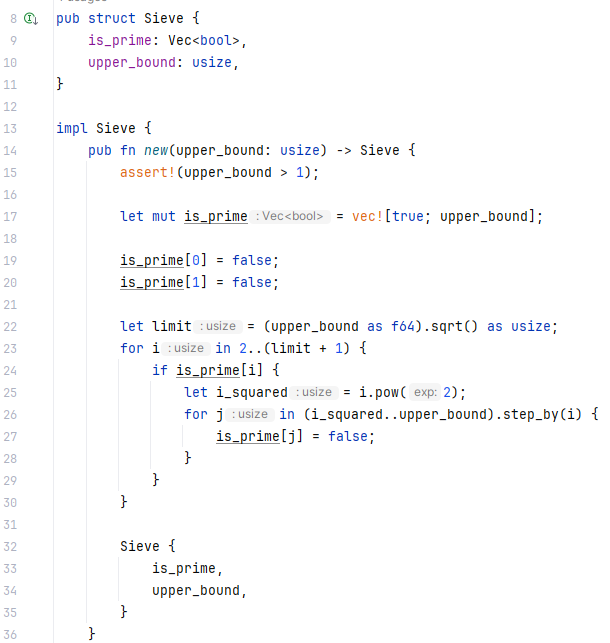 8 pub struct Sieve {
9 is_prime: Vec<bool>,
10 upper_bound: usize,
11 }
12
13 impl Sieve {
14 pub fn new(upper_bound: usize) -> Sieve {
15 assert!(upper_bound > 1);
16
17 let mut is_prime : Vec<bool> = vec![true; upper_bound];
18
19 is_prime[0] = false;
20 is_prime[1] = false;
21
22 let limit : usize = (upper_bound as f64).sqrt() as usize;
23 for i : usize in 2..(limit + 1) {
24 if is_prime[i] {
25 let i_squared : usize = i.pow( exp: 2);
26 for j : usize in (i_squared..upper_bound).step_by(i) {
27 is_prime[j] = false;
28 }
29 }
30 }
31
32 Sieve {
33 is_prime,
34 upper_bound,
35 }
36 }